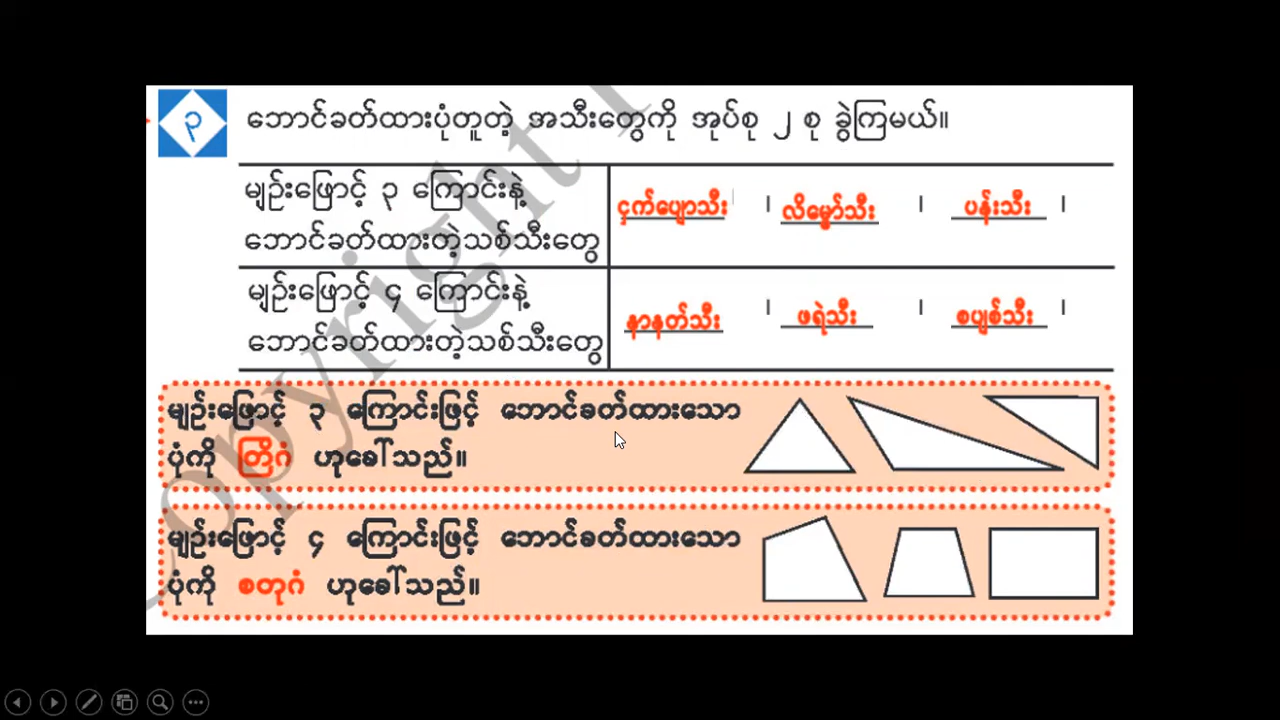 ၃ ဘောင်ခတ်ထားပုံတူတဲ့ အသီးတွေကို အုပ်စု ၂ စု ခွဲကြမယ်။
မျဉ်းဖြောင့် ၃ ကြောင်းနဲ့
ဘောင်ခတ်ထားတဲ့သစ်သီးတွေ
ငှက်ပျောသီး ၊ လိမ္မော်သီး ၊ ပန်းသီး ၊
မျဉ်းဖြောင့် ၄ ကြောင်းနဲ့
ဘောင်ခတ်ထားတဲ့သစ်သီးတွေ
နာနတ်သီး ၊ ဖရဲသီး ၊ စပျစ်သီး ၊
မျဉ်းဖြောင့် ၃ ကြောင်းဖြင့် ဘောင်ခတ်ထားသော
ပုံကို တြိဂံ ဟုခေါ်သည်။
မျဉ်းဖြောင့် ၄ ကြောင်းဖြင့် ဘောင်ခတ်ထားသော
ပုံကို စတုဂံ ဟုခေါ်သည်။